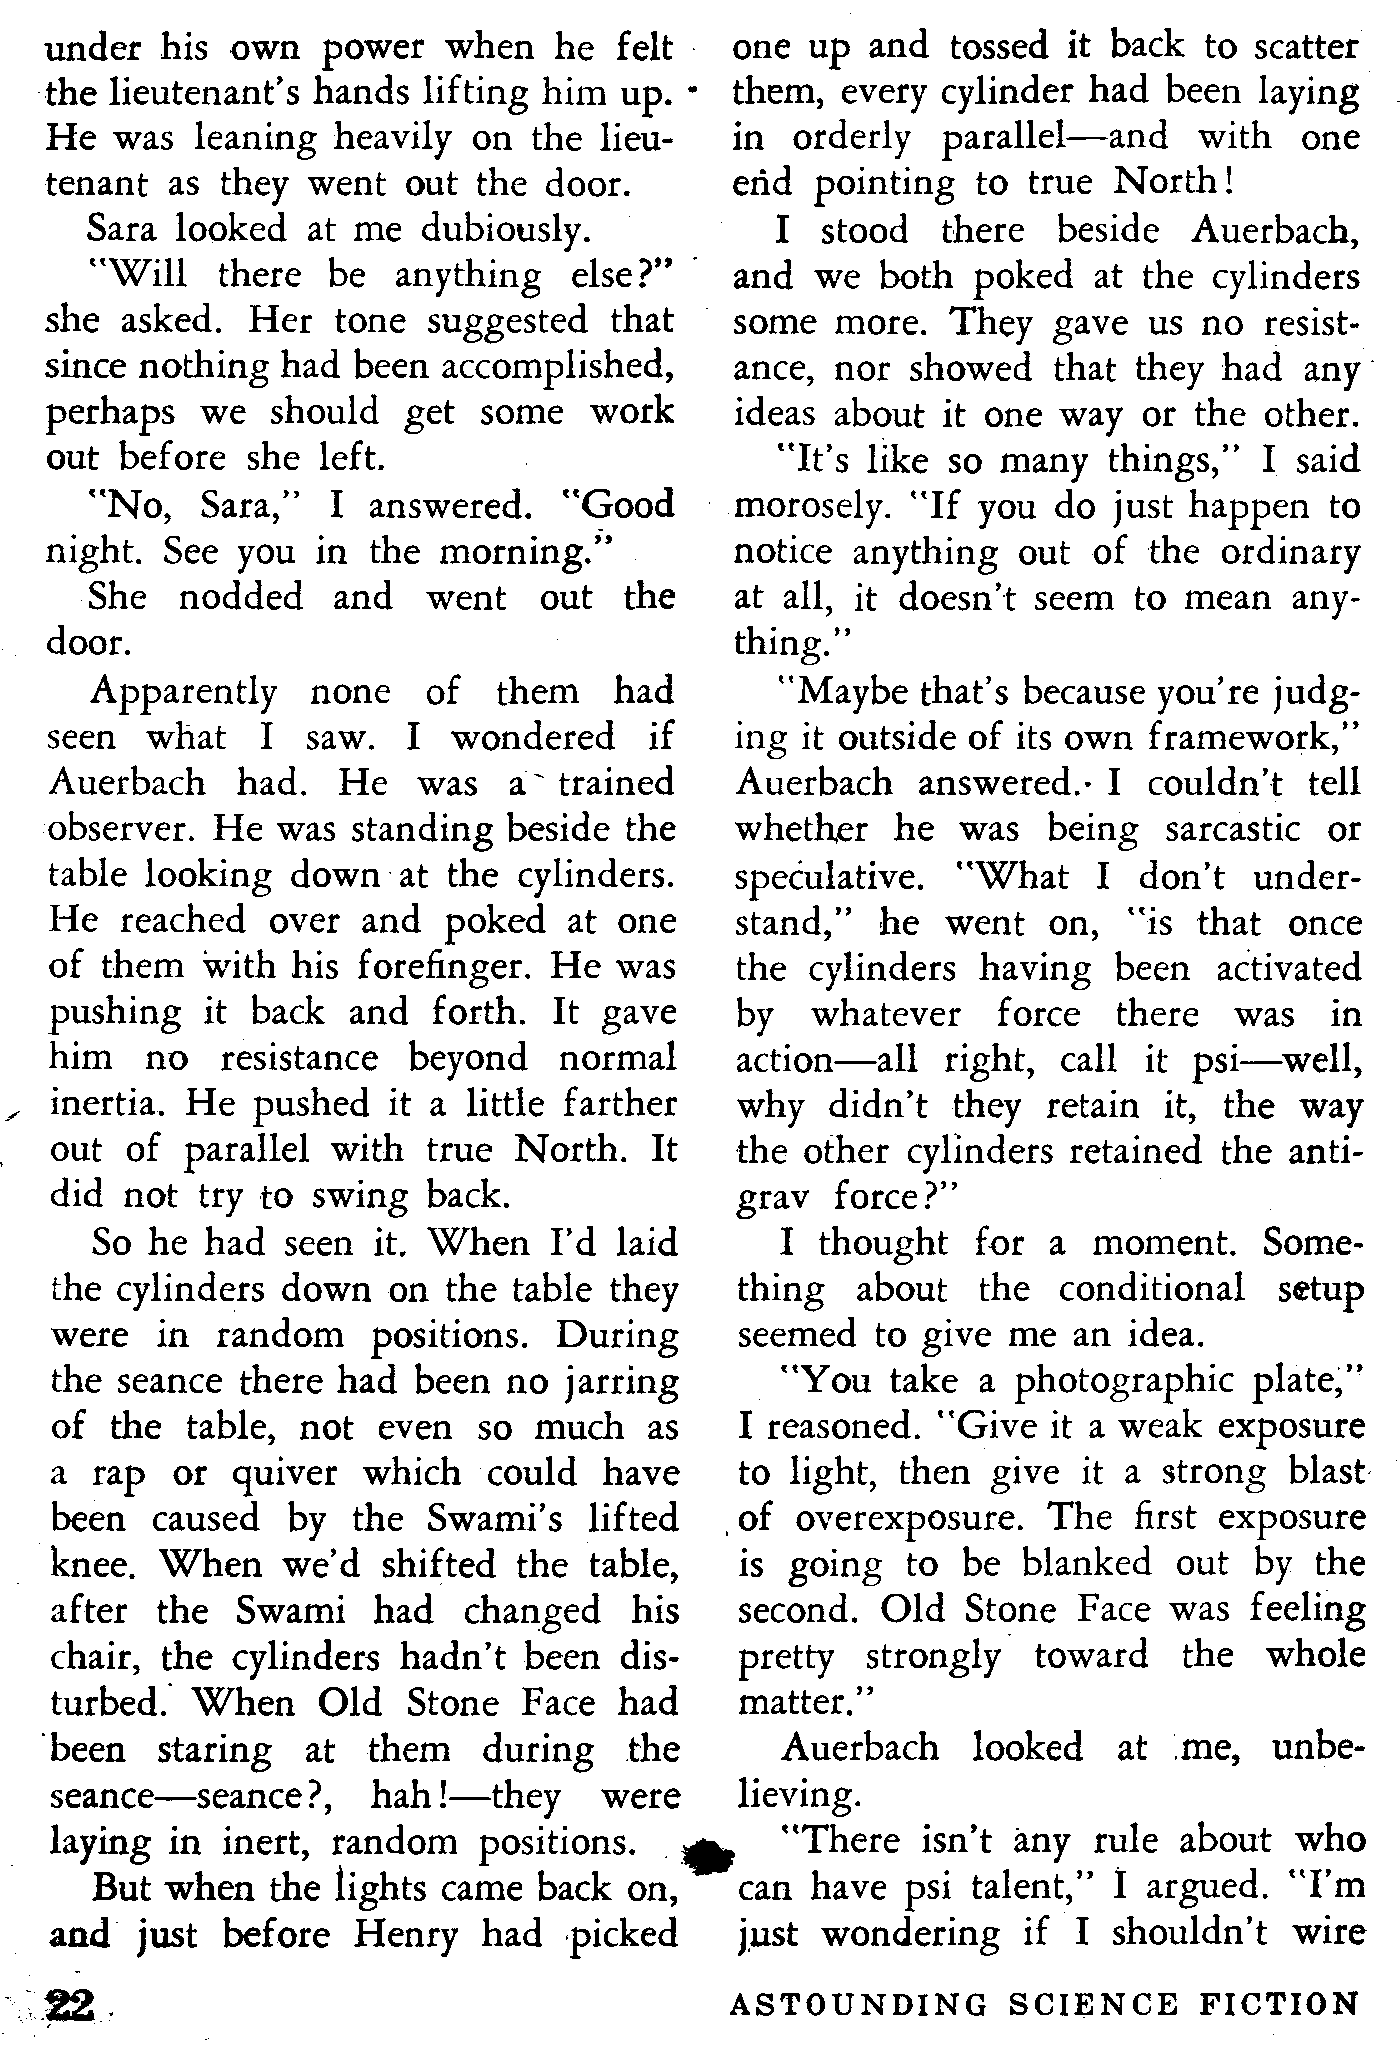 under his own power when he felt
the lieutenant's hands lifting him up.
He was leaning heavily on the lieu-
tenant as they went out the door.
Sara looked at me dubiously.
"Will there be anything else?"
she asked. Her tone suggested that
since nothing had been accomplished,
perhaps we should get some work
out before she left.
"No, Sara," I answered. "Good
night. See you in the morning."
She nodded and went out the
door.
Apparently none of them had
seen what I saw. I wondered if
Auerbach had. He was a trained
observer. He was standing beside the
table looking down at the cylinders.
He reached over and poked at one
of them with his forefinger. He was
pushing it back and forth. It gave
him no resistance beyond normal
inertia. He pushed it a little farther
out of parallel with true North. It
did not try to swing back.
So he had seen it. When I'd laid
the cylinders down on the table they
were in random positions. During
the seance there had been no jarring
of the table, not even so much as
a rap or quiver which could have
been caused by the Swami's lifted
knee. When we'd shifted the table,
after the Swami had changed his
chair, the cylinders hadn't been dis-
turbed. When Old Stone Face had
been staring at them during the
seance—seance?, hah!—they were
laying in inert, random positions.
But when the lights came back on,
and just before Henry had picked
one up and tossed it back to scatter
them, every cylinder had been laying
in orderly parallel—and with one
end pointing to true North!
I stood there beside Auerbach,
and we both poked at the cylinders
some more. They gave us no resist-
ance, nor showed that they had any
ideas about it one way or the other.
"It's like so many things," I said
morosely. "If you do just happen to
notice anything out of the ordinary
at all, it doesn't seem to mean any-
thing."
"Maybe that's because you're judg-
ing it outside of its own framework,"
Auerbach answered. I couldn't tell
whether he was being sarcastic or
speculative. "What I don't under-
stand," he went on, "is that once
the cylinders having been activated
by whatever force there was in
action—all right, call it psi—well,
why didn't they retain it, the way
the other cylinders retained the anti-
grav force?"
I thought for a moment. Some-
thing about the conditional setup
seemed to give me an idea.
"You take a photographic plate,"
I reasoned. "Give it a weak exposure
to light, then give it a strong blast
of overexposure. The first exposure
is going to be blanked out by the
second. Old Stone Face was feeling
pretty strongly toward the whole
matter."
Auerbach looked at me, unbe-
lieving.
"There isn't any rule about who
can have psi talent," I argued. "I'm
just wondering if I shouldn't wire
22
ASTOUNDING SCIENCE FICTION